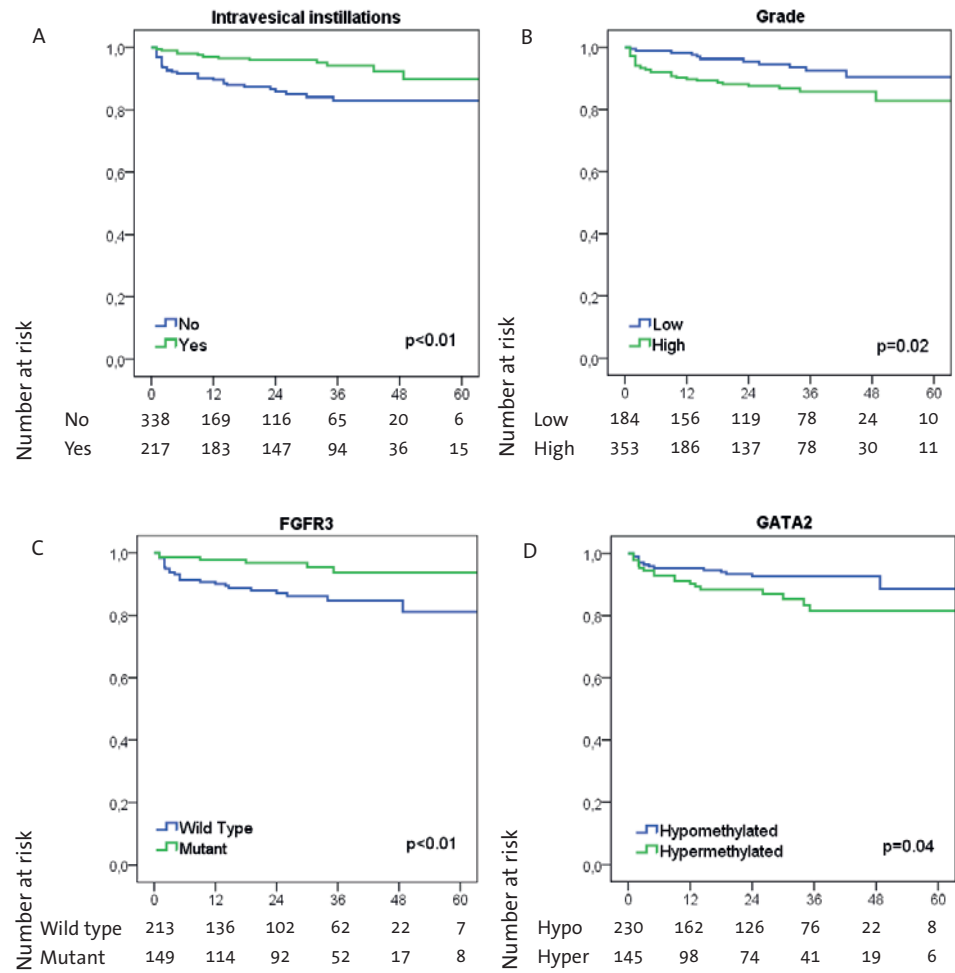 A
Intravesical instillations
1,0
0,8
0,6
0,4
0,2
0,0
No
Yes
p<0.01
0 12 24 36 48 60
Number at risk
No 338 169 116 65 20 6
Yes 217 183 147 94 36 15
B
Grade
1,0
0,8
0,6
0,4
0,2
0,0
Low
High
p=0.02
0 12 24 36 48 60
Number at risk
Low 184 156 119 78 24 10
High 353 186 137 78 30 11
C
FGFR3
1,0
0,8
0,6
0,4
0,2
0,0
Wild Type
Mutant
p<0.01
0 12 24 36 48 60
Number at risk
Wild type 213 136 102 62 22 7
Mutant 149 114 92 52 17 8
D
GATA2
1,0
0,8
0,6
0,4
0,2
0,0
Hypomethylated
Hypermethylated
p=0.04
0 12 24 36 48 60
Number at risk
Hypo 230 162 126 76 22 8
Hyper 145 98 74 41 19 6